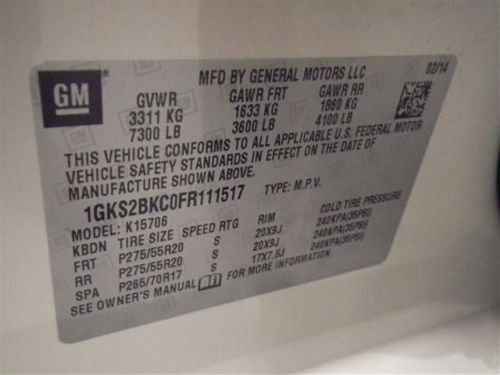 GM
MFD BY GENERAL MOTORS LLC 02/14
GVWR GAWR FRT GAWR RR
3311 KG 1633 KG 1860 KG
7300 LB 3600 LB 4100 LB
THIS VEHICLE CONFORMS TO ALL APPLICABLE U.S. FEDERAL MOTOR
VEHICLE SAFETY STANDARDS IN EFFECT ON THE DATE OF
MANUFACTURE SHOWN ABOVE.
1GKS2BKC0FR111517 TYPE: M.P.V.
MODEL: K15706
KBDN TIRE SIZE SPEED RTG RIM COLD TIRE PRESSURE
FRT P275/55R20 S 20X9J 240KPA(35PSI)
RR P275/55R20 S 20X9J 240KPA(35PSI)
SPA P265/70R17 S 17X7.5J 240KPA(35PSI)
SEE OWNER'S MANUAL FOR MORE INFORMATION.